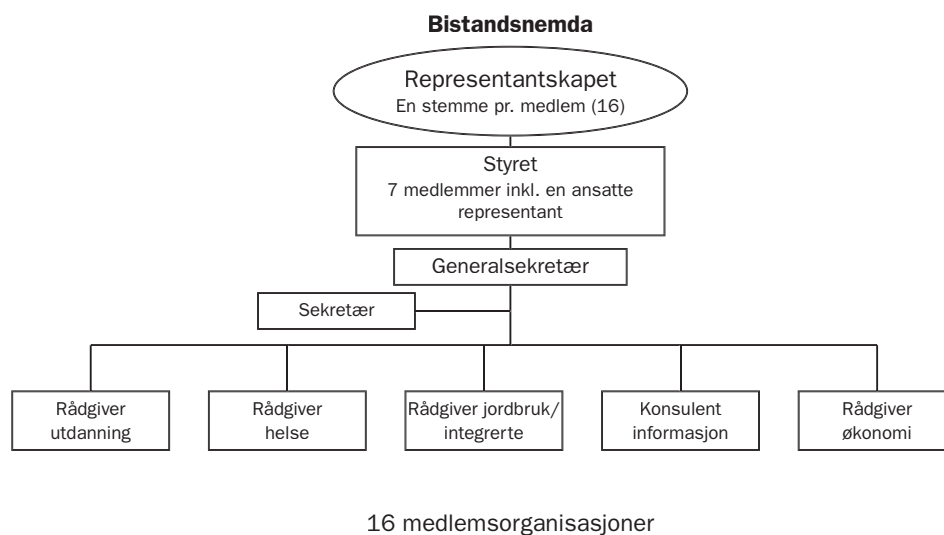 Bistandsnemda
Representantskapet
En stemme pr. medlem (16)
Styret
7 medlemmer inkl. en ansatte
representant
Generalsekretær
Sekretær
Rådgiver
utdanning
Rådgiver
helse
Rådgiver jordbruk/
integrerte
Konsulent
informasjon
Rådgiver
økonomi
16 medlemsorganisasjoner